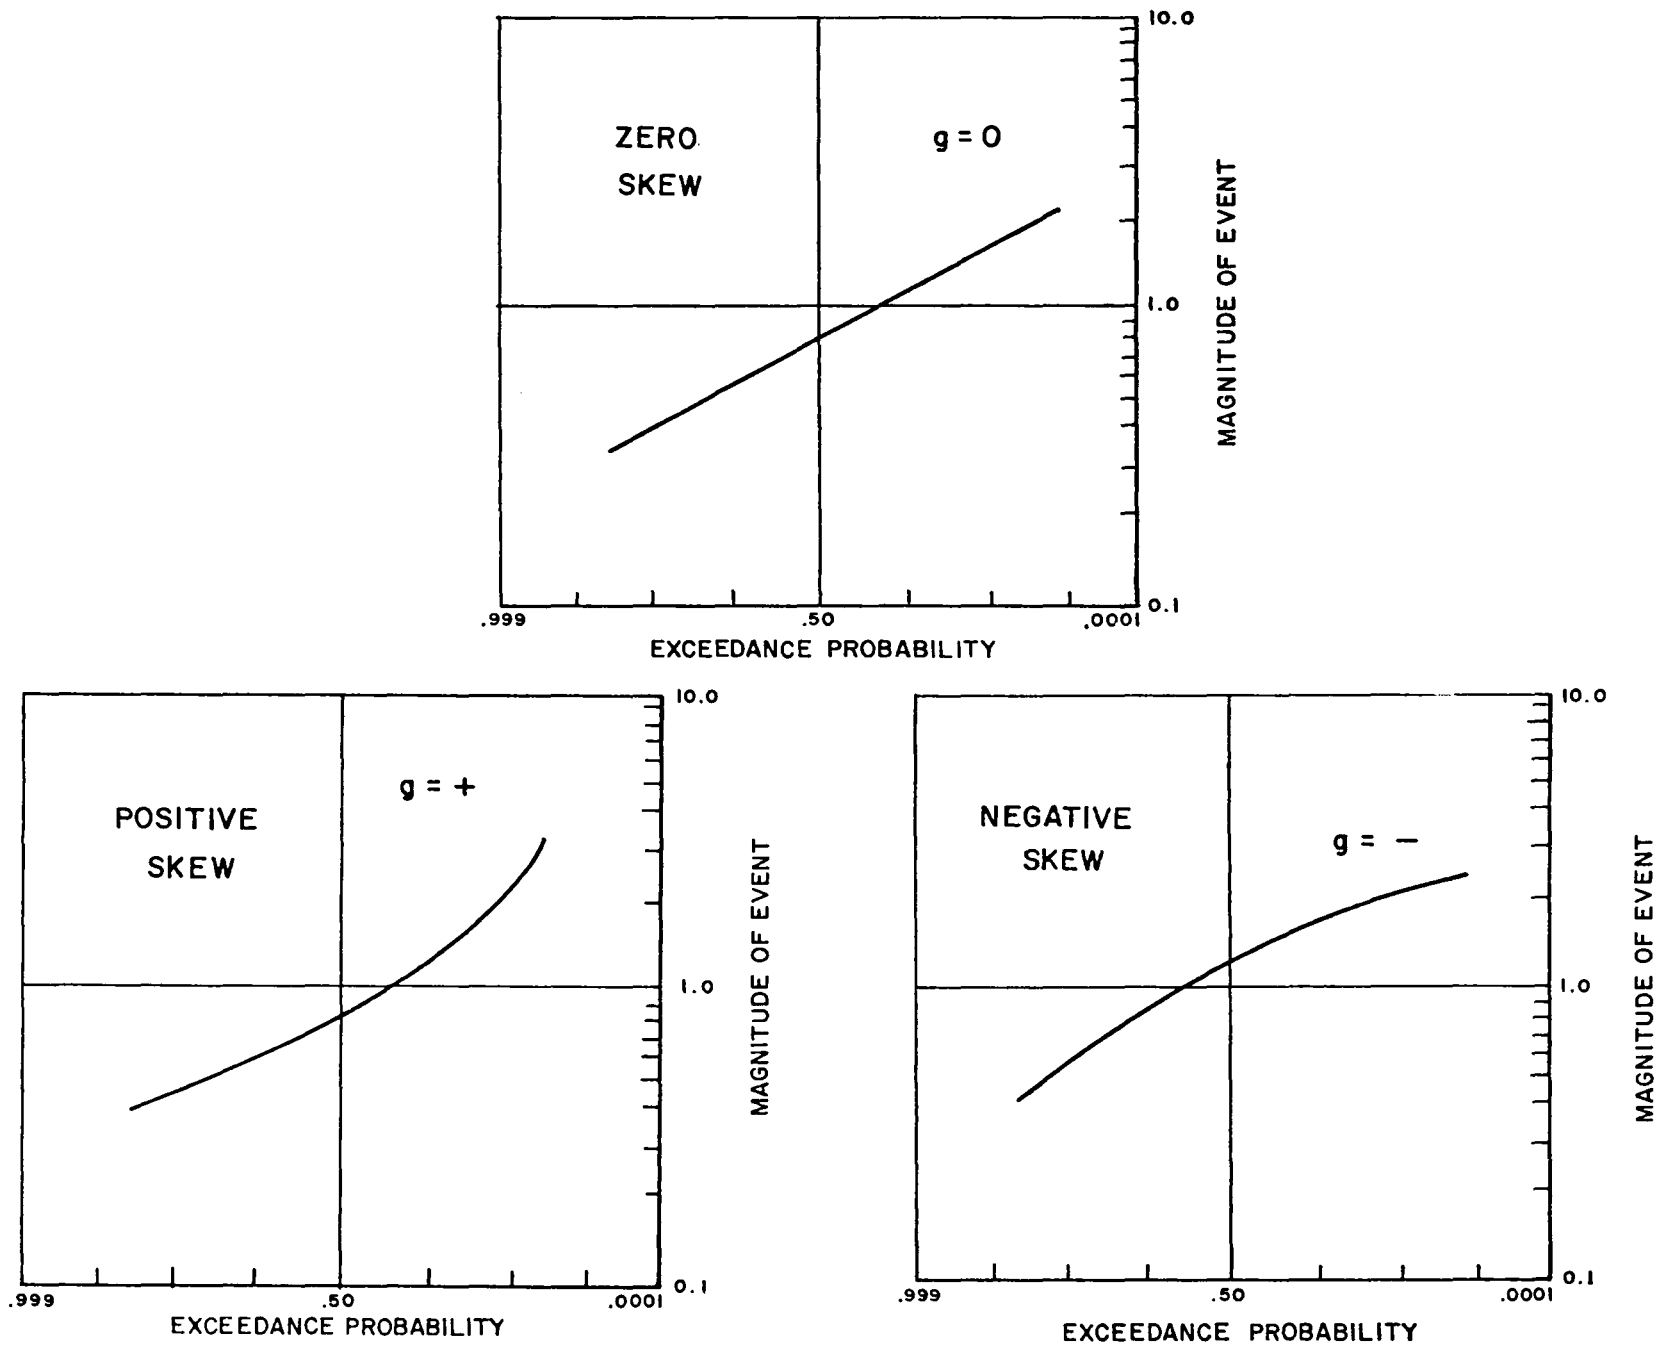 10.0
ZERO
SKEW
g = 0
1.0
MAGNITUDE OF EVENT
0.1
.999
.50
.0001
EXCEEDANCE PROBABILITY
10.0
POSITIVE
SKEW
g = +
1.0
MAGNITUDE OF EVENT
0.1
.999
.50
.0001
EXCEEDANCE PROBABILITY
10.0
NEGATIVE
SKEW
g = −
1.0
MAGNITUDE OF EVENT
0.1
.999
.50
.0001
EXCEEDANCE PROBABILITY